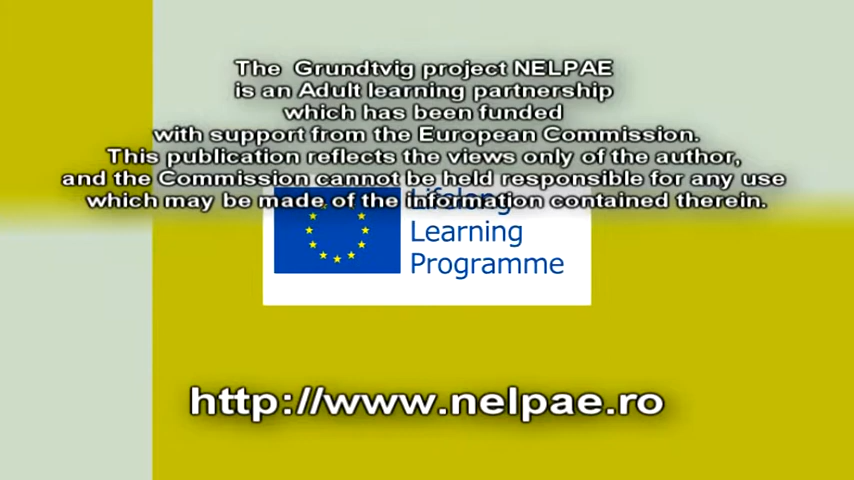 The Grundtvig project NELPAE
is an Adult learning partnership
which has been funded
with support from the European Commission.
This publication reflects the views only of the author,
and the Commission cannot be held responsible for any use
which may be made of the information contained therein.
Lifelong
Learning
Programme
http://www.nelpae.ro